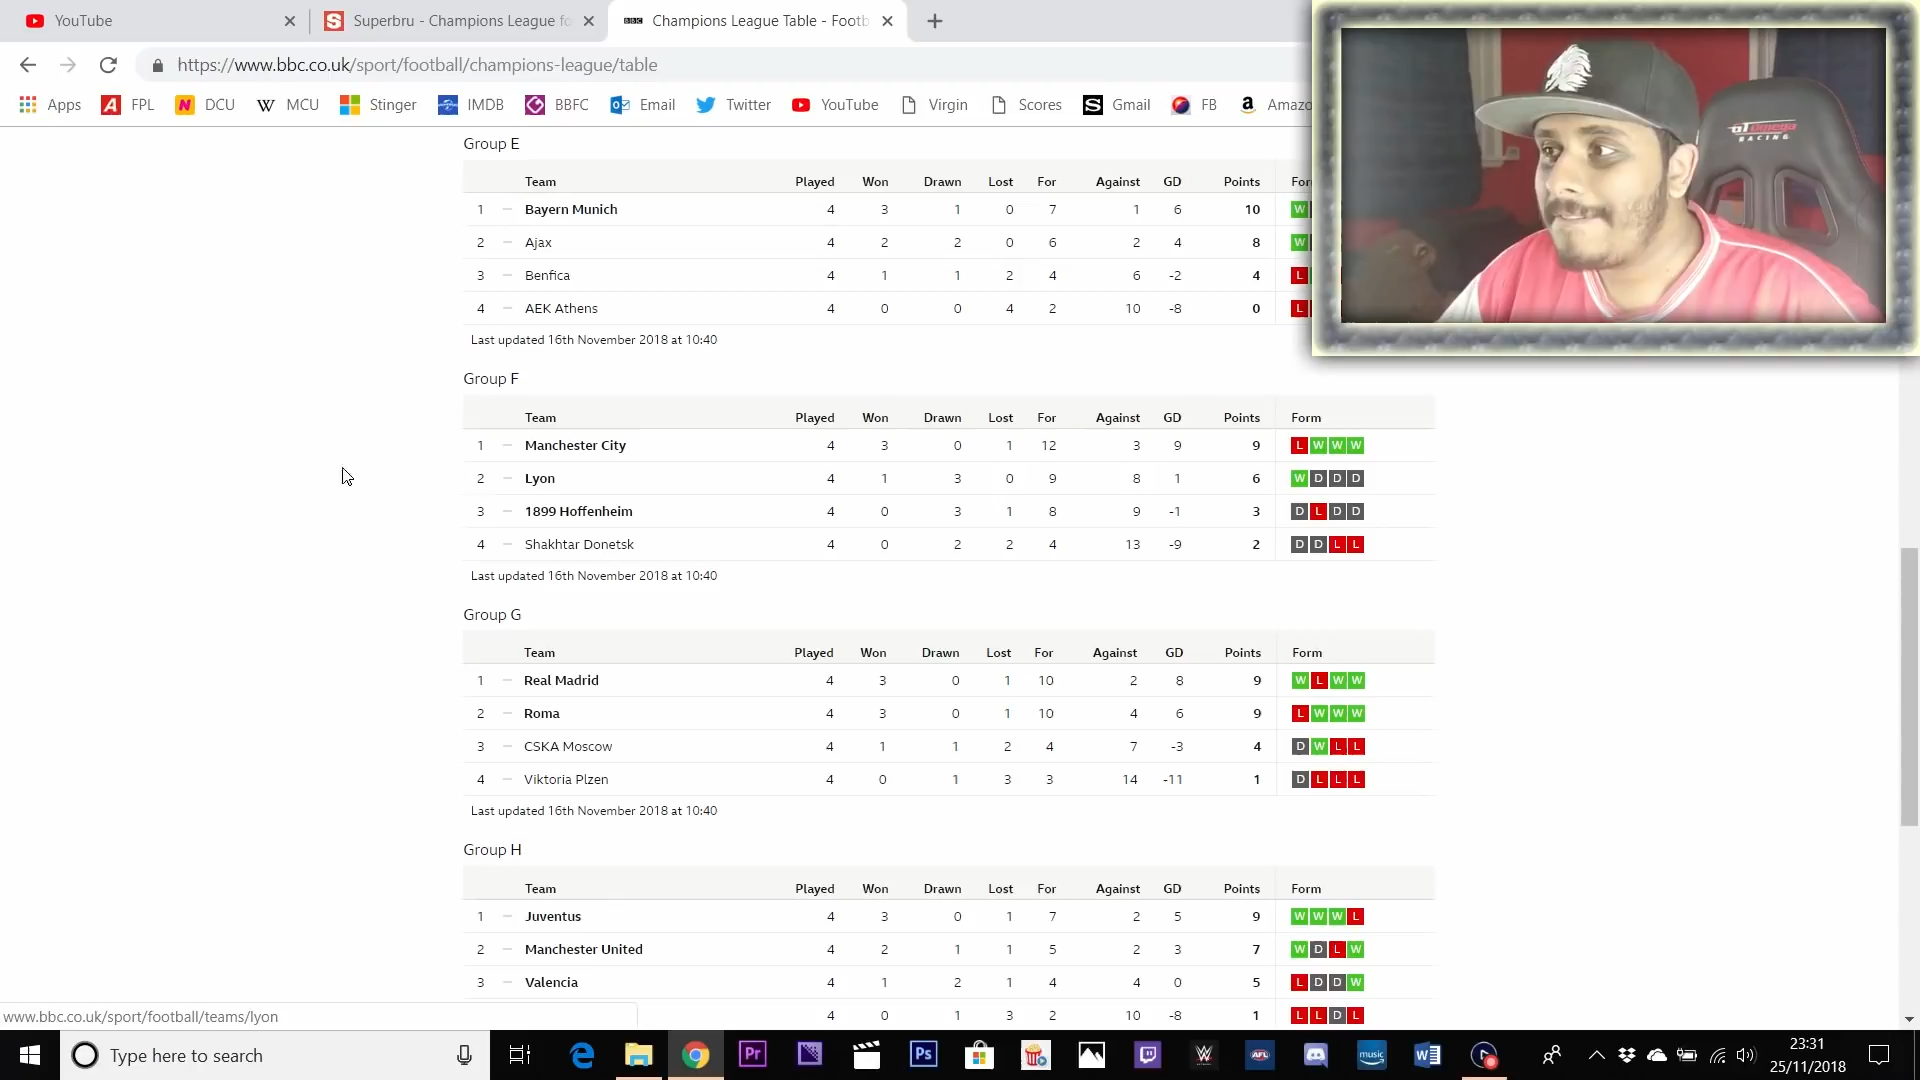 YouTube
Superbru - Champions League fo
BBC Champions League Table - Footb
https://www.bbc.co.uk/sport/football/champions-league/table
Apps FPL DCU MCU Stinger IMDB BBFC Email Twitter YouTube Virgin Scores Gmail FB Amazo
Group E
Team Played Won Drawn Lost For Against GD Points For
1 Bayern Munich 4 3 1 0 7 1 6 10 W
2 Ajax 4 2 2 0 6 2 4 8 W
3 Benfica 4 1 1 2 4 6 -2 4 L
4 AEK Athens 4 0 0 4 2 10 -8 0 L
Last updated 16th November 2018 at 10:40
Group F
Team Played Won Drawn Lost For Against GD Points Form
1 Manchester City 4 3 0 1 12 3 9 9 L W W W
2 Lyon 4 1 3 0 9 8 1 6 W D D D
3 1899 Hoffenheim 4 0 3 1 8 9 -1 3 D L D D
4 Shakhtar Donetsk 4 0 2 2 4 13 -9 2 D D L L
Last updated 16th November 2018 at 10:40
Group G
Team Played Won Drawn Lost For Against GD Points Form
1 Real Madrid 4 3 0 1 10 2 8 9 W L W W
2 Roma 4 3 0 1 10 4 6 9 L W W W
3 CSKA Moscow 4 1 1 2 4 7 -3 4 D W L L
4 Viktoria Plzen 4 0 1 3 3 14 -11 1 D L L L
Last updated 16th November 2018 at 10:40
Group H
Team Played Won Drawn Lost For Against GD Points Form
1 Juventus 4 3 0 1 7 2 5 9 W W W L
2 Manchester United 4 2 1 1 5 2 3 7 W D L W
3 Valencia 4 1 2 1 4 4 0 5 L D D W
4 0 1 3 2 10 -8 1 L L D L
www.bbc.co.uk/sport/football/teams/lyon
Type here to search
Pr
Ps
AFL
music
23:31
25/11/2018
GT Omega
RACING